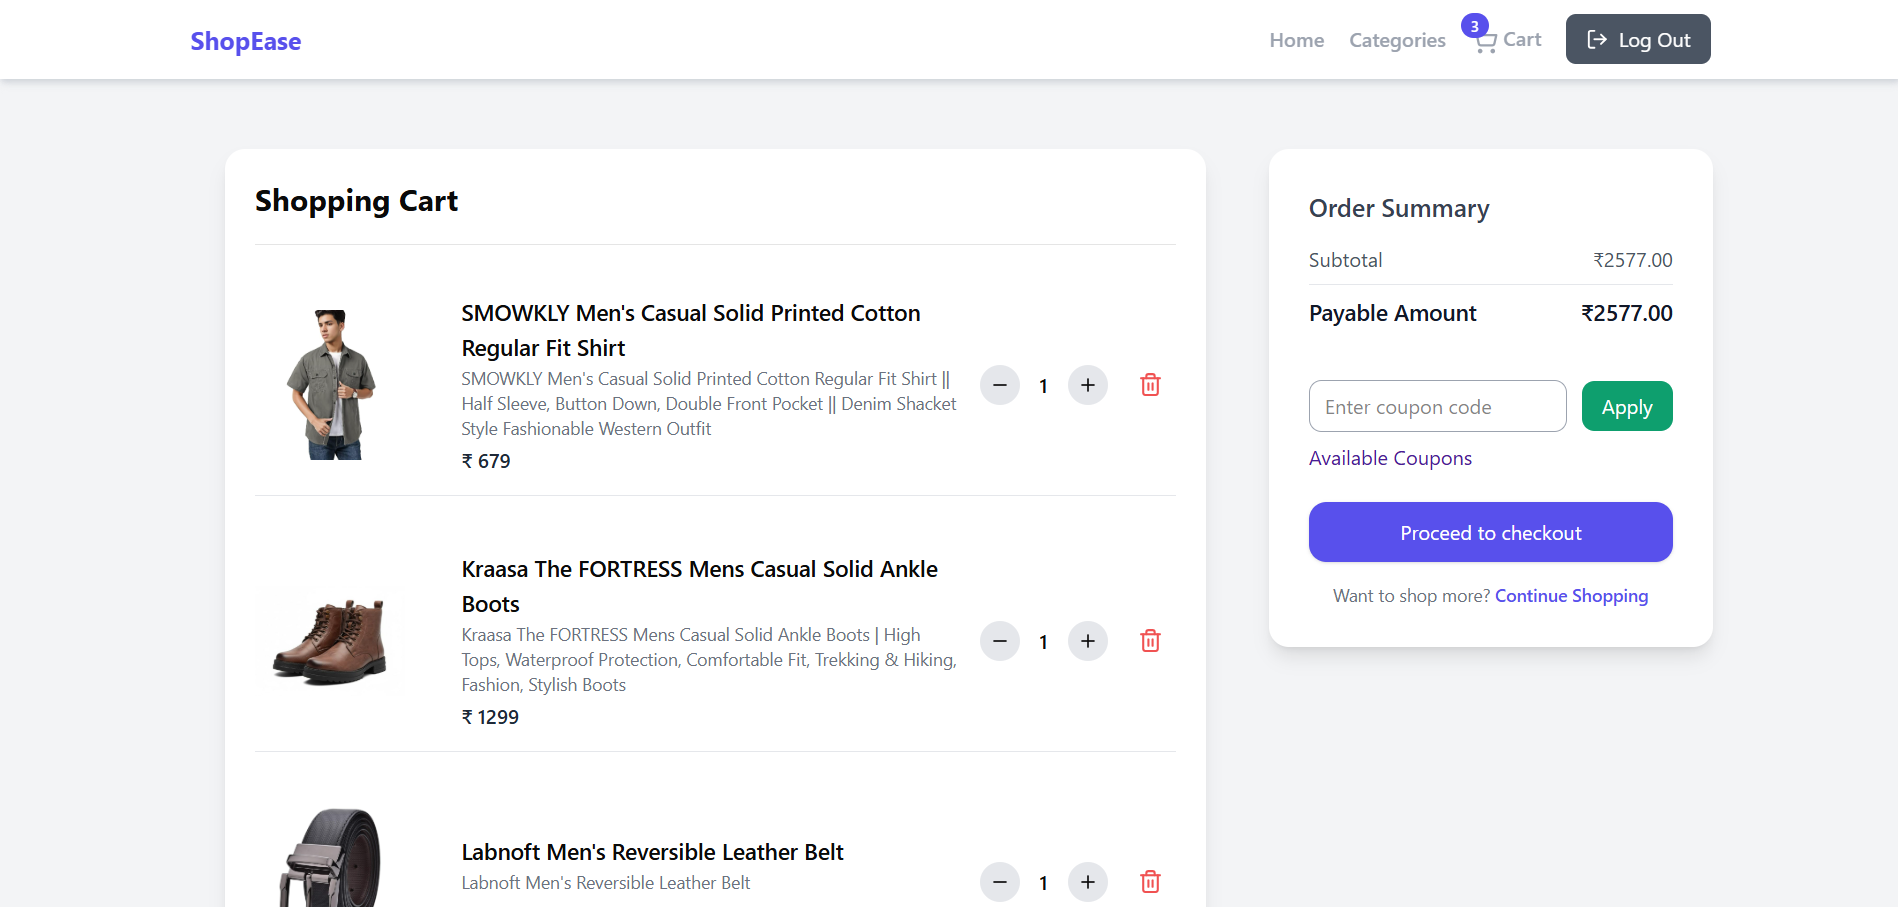 ShopEase
Home
Categories
3
Cart
Log Out
Shopping Cart
SMOWKLY Men's Casual Solid Printed Cotton
Regular Fit Shirt
SMOWKLY Men's Casual Solid Printed Cotton Regular Fit Shirt ||
Half Sleeve, Button Down, Double Front Pocket || Denim Shacket
Style Fashionable Western Outfit
₹ 679
1
Kraasa The FORTRESS Mens Casual Solid Ankle
Boots
Kraasa The FORTRESS Mens Casual Solid Ankle Boots | High
Tops, Waterproof Protection, Comfortable Fit, Trekking & Hiking,
Fashion, Stylish Boots
₹ 1299
1
Labnoft Men's Reversible Leather Belt
Labnoft Men's Reversible Leather Belt
1
Order Summary
Subtotal ₹2577.00
Payable Amount ₹2577.00
Enter coupon code
Apply
Available Coupons
Proceed to checkout
Want to shop more? Continue Shopping